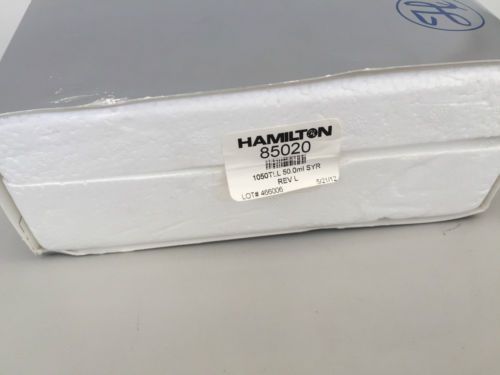 HAMILTON
85020
1050TLL 50.0ml SYR
REV L 5/21/12
LOT# 466006